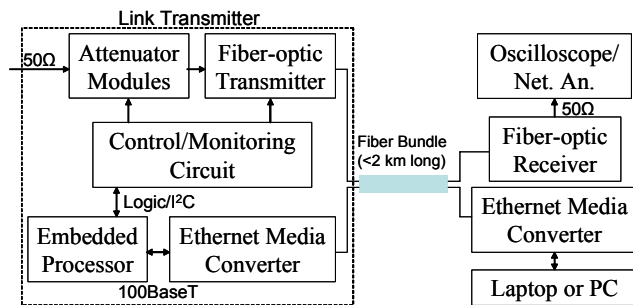 Link Transmitter
50Ω
Attenuator
Modules
Fiber-optic
Transmitter
Control/Monitoring
Circuit
Logic/I²C
Embedded
Processor
Ethernet Media
Converter
100BaseT
Fiber Bundle
(<2 km long)
Oscilloscope/
Net. An.
50Ω
Fiber-optic
Receiver
Ethernet Media
Converter
Laptop or PC